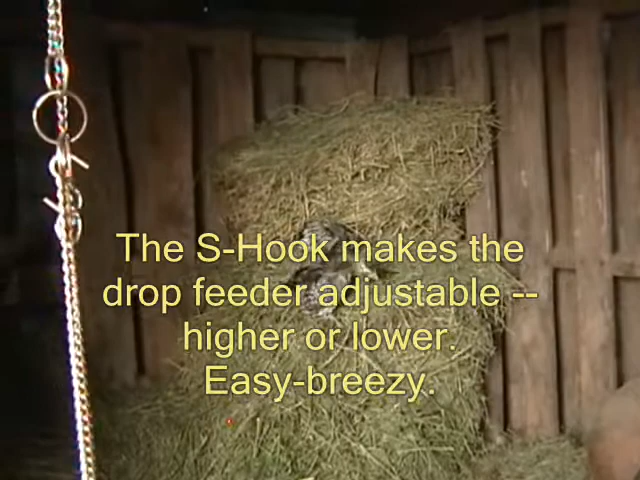 The S-Hook makes the
drop feeder adjustable --
higher or lower.
Easy-breezy.